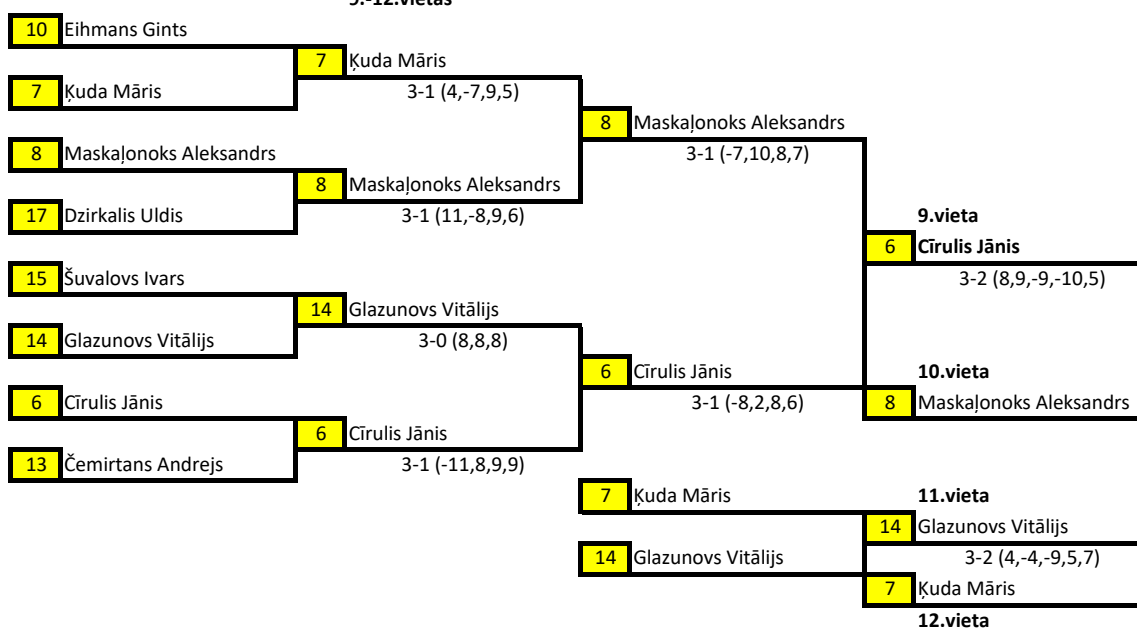 9.-12.vietas
10 Eihmans Gints
7 Ķuda Māris
7 Ķuda Māris
3-1 (4,-7,9,5)
8 Maskaļonoks Aleksandrs
8 Maskaļonoks Aleksandrs
3-1 (-7,10,8,7)
8 Maskaļonoks Aleksandrs
17 Dzirkalis Uldis
3-1 (11,-8,9,6)
9.vieta
6 Cīrulis Jānis
15 Šuvalovs Ivars
3-2 (8,9,-9,-10,5)
14 Glazunovs Vitālijs
14 Glazunovs Vitālijs
3-0 (8,8,8)
6 Cīrulis Jānis
10.vieta
6 Cīrulis Jānis
3-1 (-8,2,8,6)
8 Maskaļonoks Aleksandrs
6 Cīrulis Jānis
13 Čemirtans Andrejs
3-1 (-11,8,9,9)
7 Ķuda Māris
11.vieta
14 Glazunovs Vitālijs
14 Glazunovs Vitālijs
3-2 (4,-4,-9,5,7)
7 Ķuda Māris
12.vieta